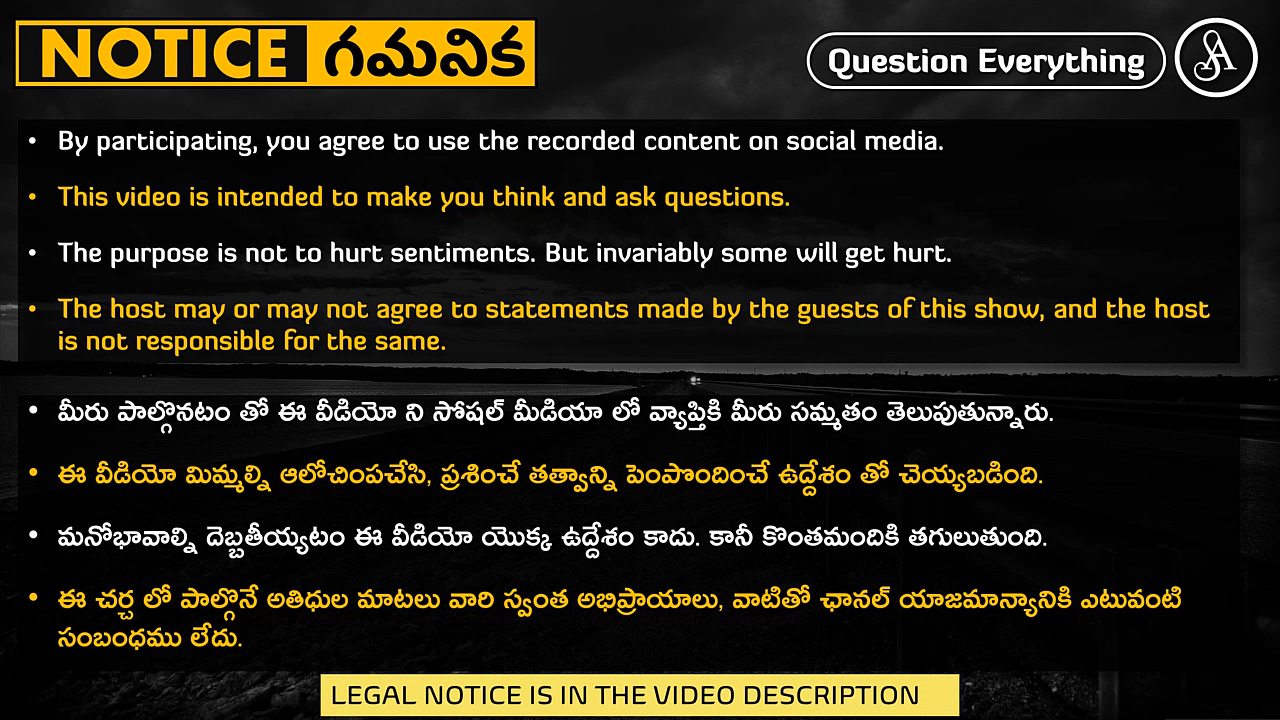 NOTICE గమనిక
Question Everything
• By participating, you agree to use the recorded content on social media.
• This video is intended to make you think and ask questions.
• The purpose is not to hurt sentiments. But invariably some will get hurt.
• The host may or may not agree to statements made by the guests of this show, and the host
is not responsible for the same.
• మీరు పాల్గొనటం తో ఈ వీడియో ని సోషల్ మీడియా లో వ్యాప్తికి మీరు సమ్మతం తెలుపుతున్నారు.
• ఈ వీడియో మిమ్మల్ని ఆలోచింపచేసి, ప్రశించే తత్వాన్ని పెంపొందించే ఉద్దేశం తో చెయ్యబడింది.
• మనోభావాల్ని దెబ్బతీయ్యటం ఈ వీడియో యొక్క ఉద్దేశం కాదు. కానీ కొంతమందికి తగులుతుంది.
• ఈ చర్చ లో పాల్గొనే అతిధుల మాటలు వారి స్వంత అభిప్రాయాలు, వాటితో ఛానల్ యాజమాన్యానికి ఎటువంటి
సంబంధము లేదు.
LEGAL NOTICE IS IN THE VIDEO DESCRIPTION